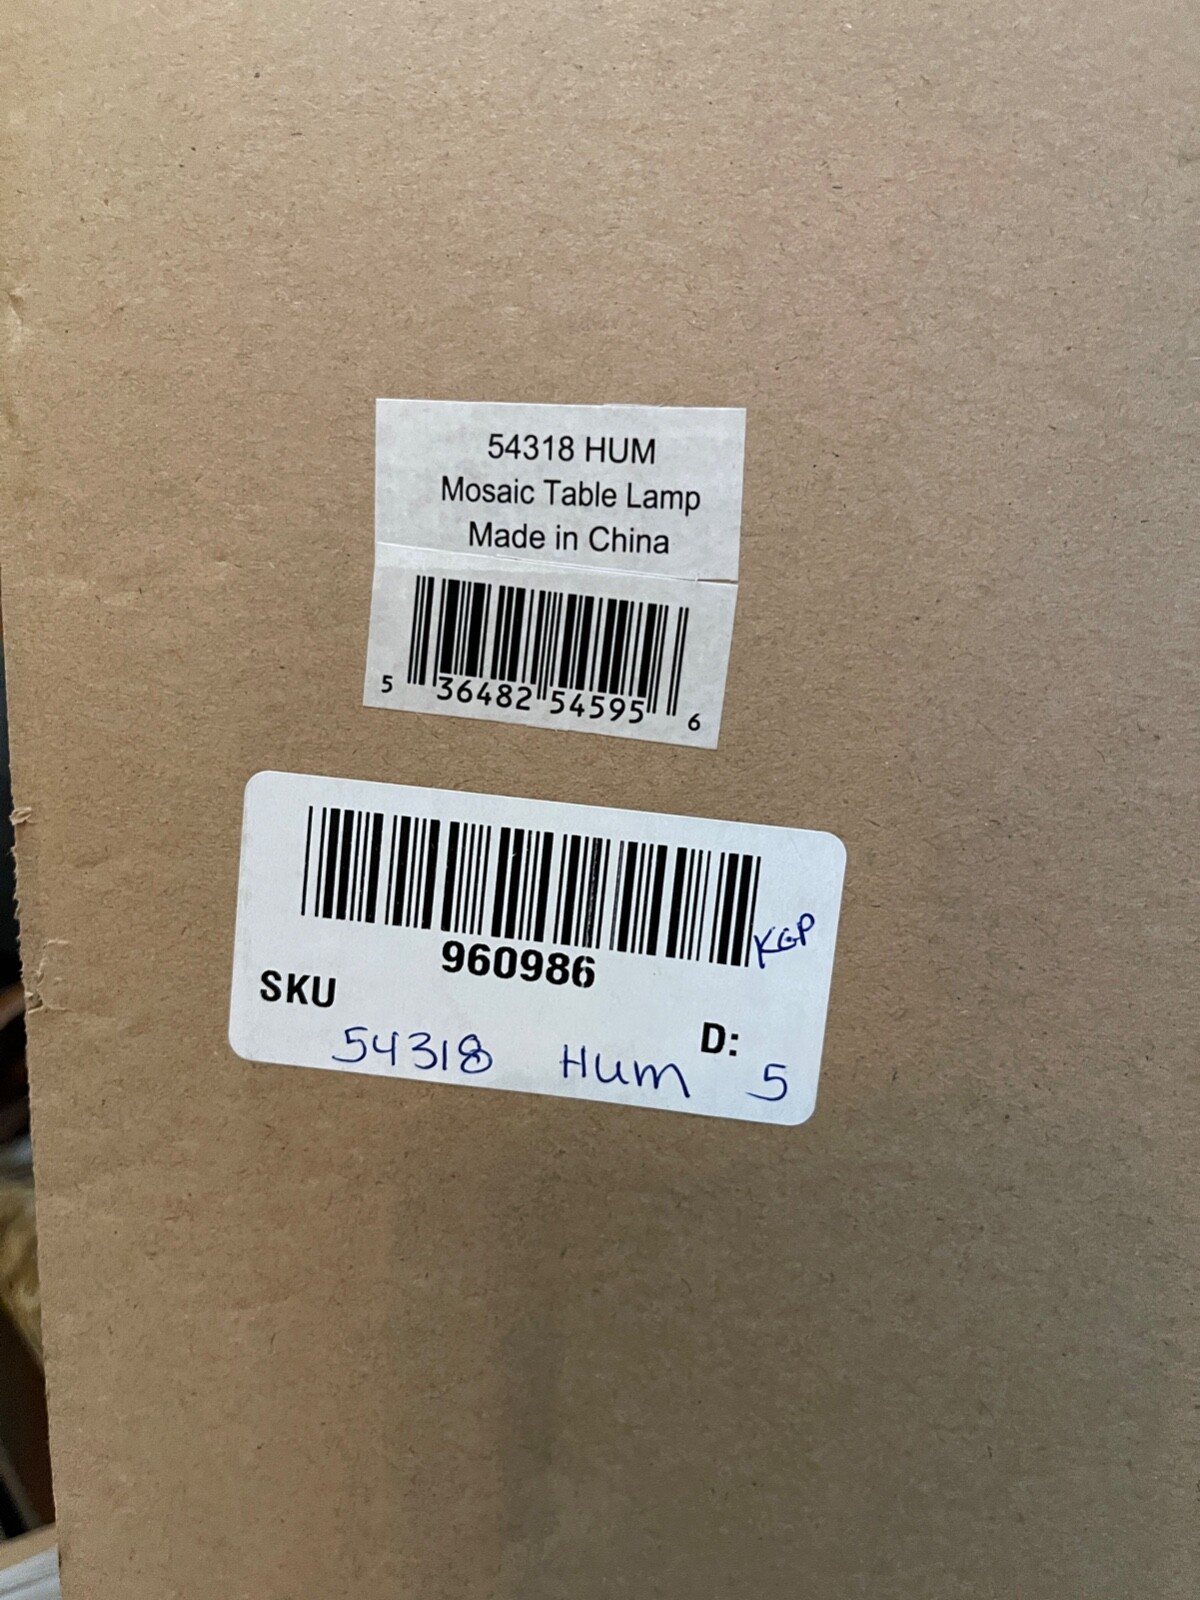 54318 HUM
Mosaic Table Lamp
Made in China
5 36482 54595 6
KGP
960986
SKU
D:
54318 Hum 5